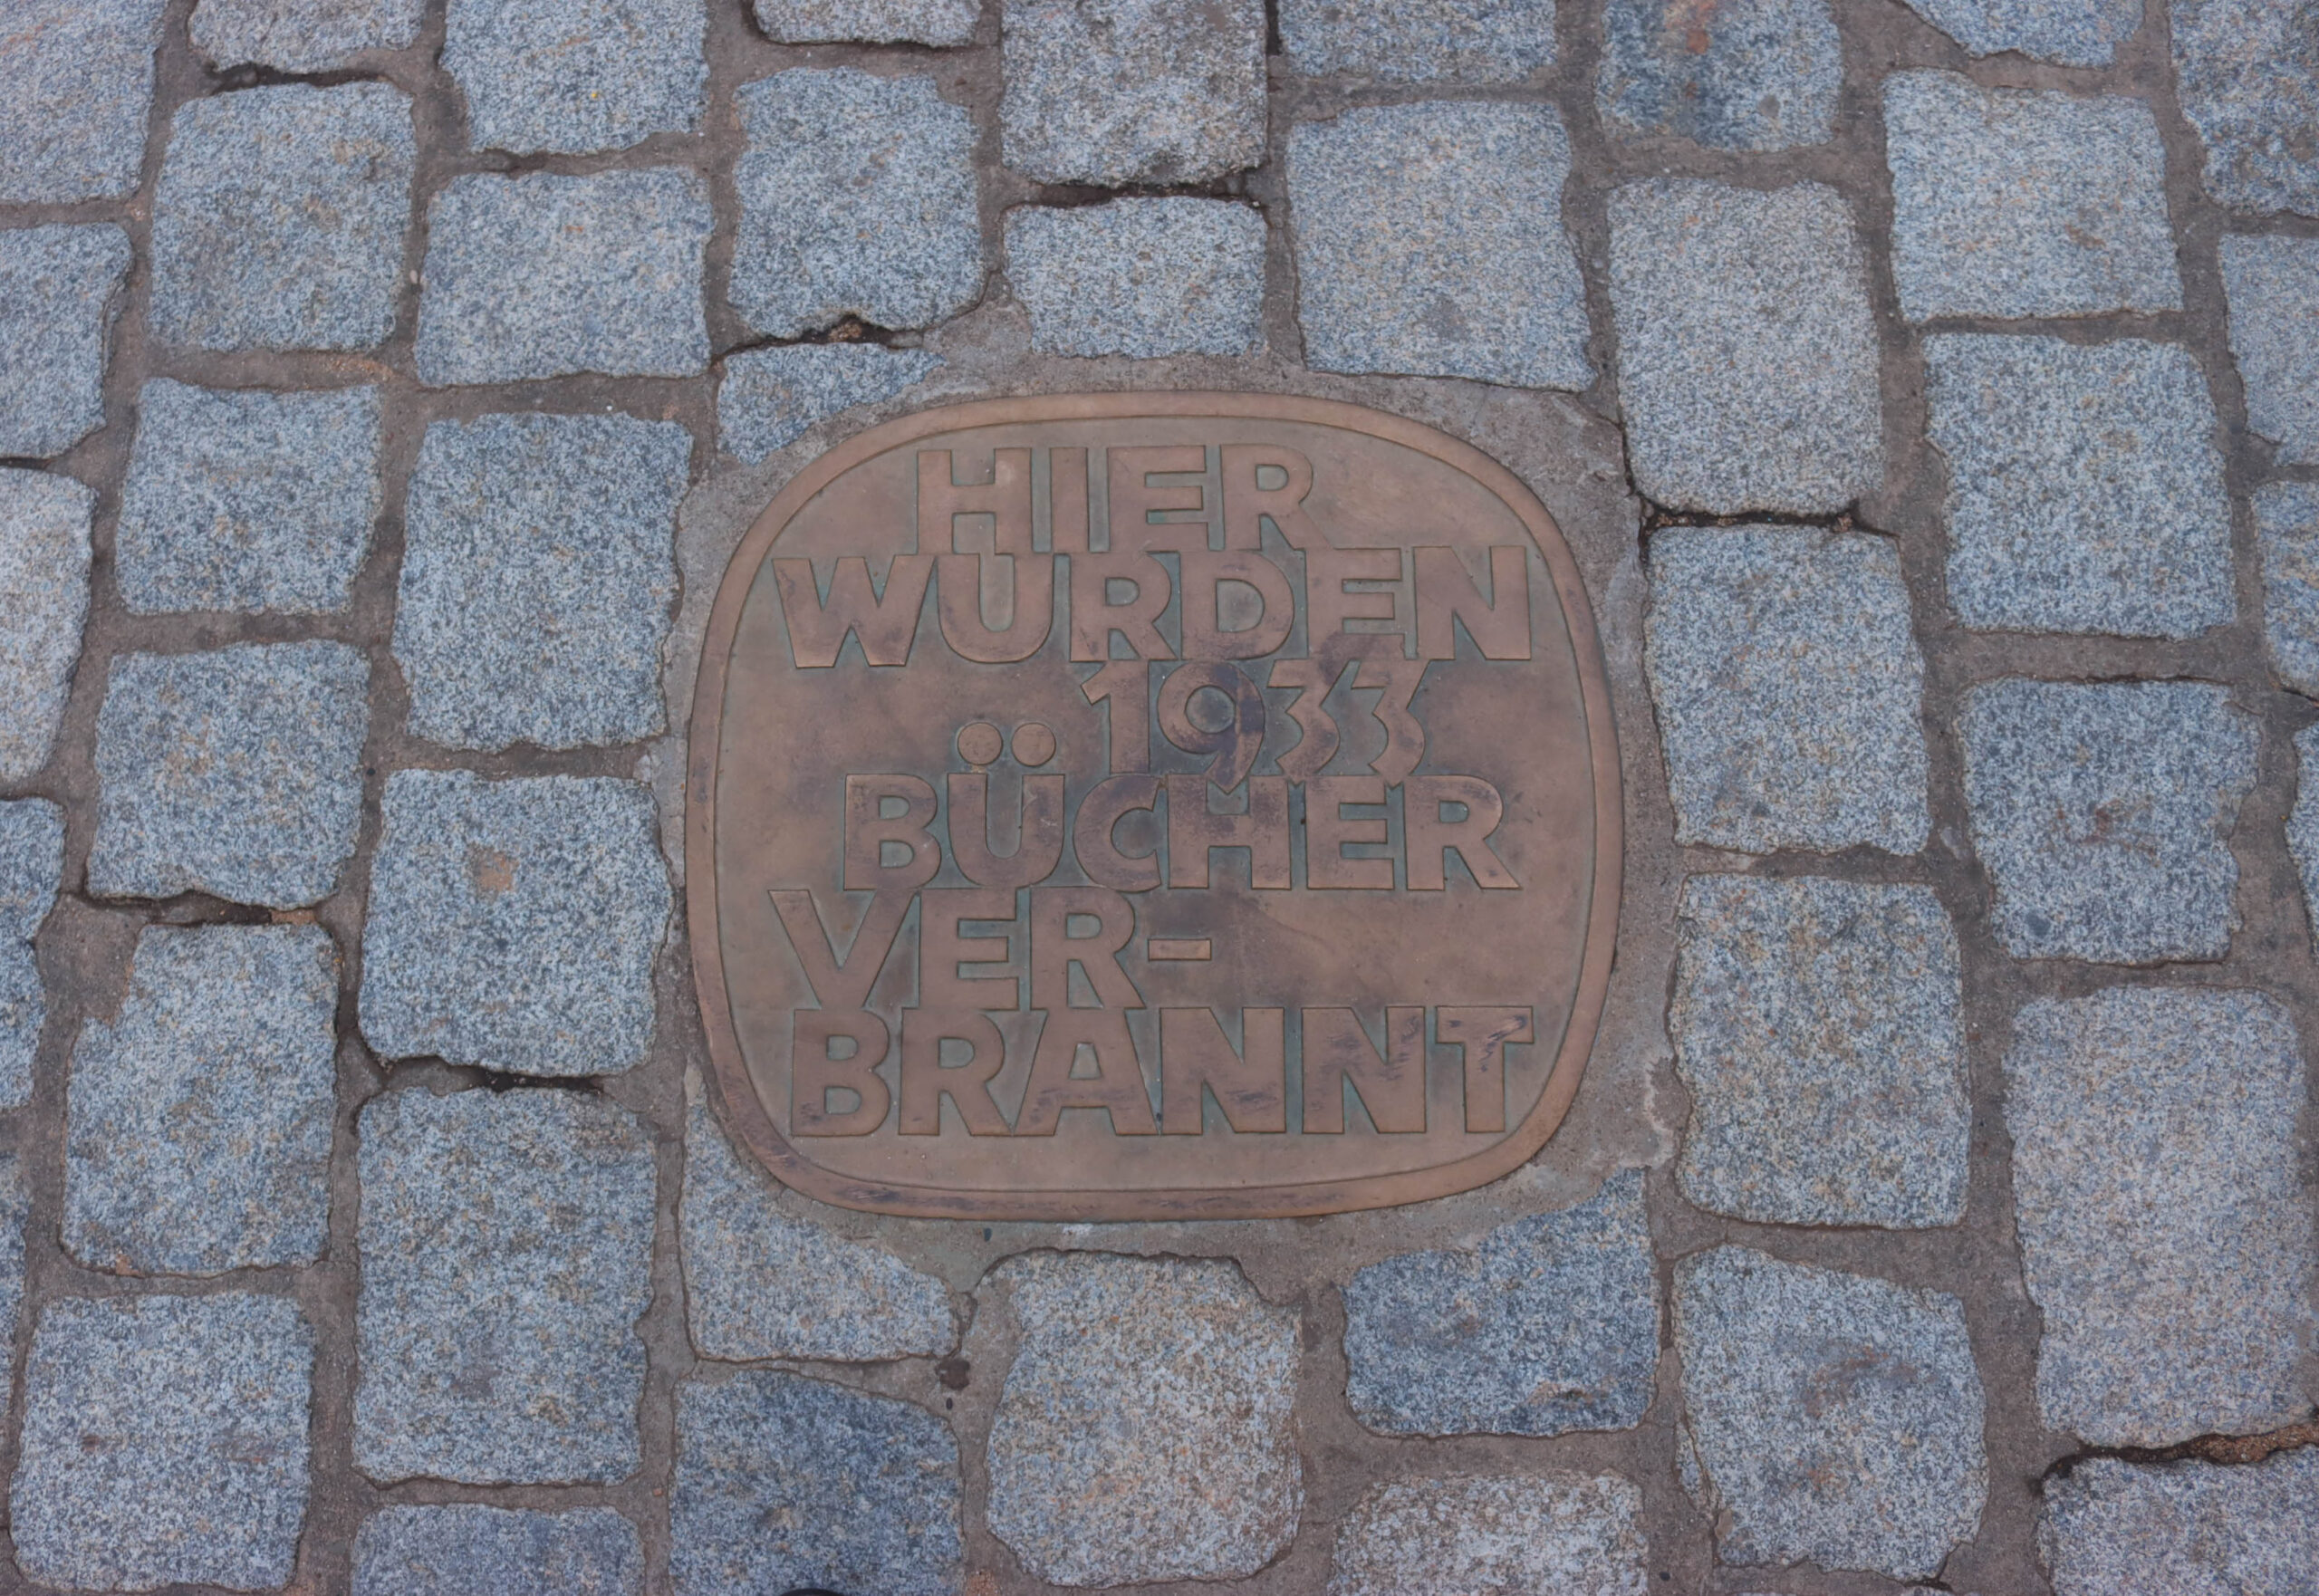 HIER
WURDEN
1933
BÜCHER
VER-
BRANNT